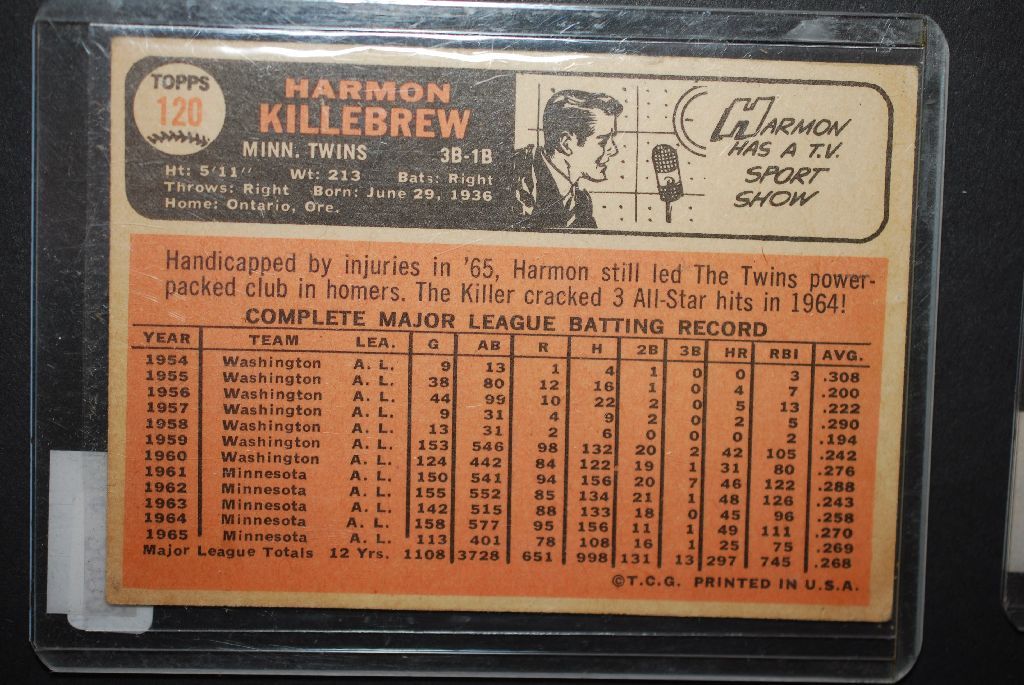 TOPPS
120
HARMON
KILLEBREW
MINN. TWINS 3B-1B
Ht: 5'11" Wt: 213 Bats: Right
Throws: Right Born: June 29, 1936
Home: Ontario, Ore.
HARMON
HAS A T.V.
SPORT
SHOW
Handicapped by injuries in '65, Harmon still led The Twins power-
packed club in homers. The Killer cracked 3 All-Star hits in 1964!
COMPLETE MAJOR LEAGUE BATTING RECORD
YEAR TEAM LEA. G AB R H 2B 3B HR RBI AVG.
1954 Washington A. L. 9 13 1 4 1 0 0 3 .308
1955 Washington A. L. 38 80 12 16 1 0 4 7 .200
1956 Washington A. L. 44 99 10 22 2 0 5 13 .222
1957 Washington A. L. 9 31 4 9 2 0 2 5 .290
1958 Washington A. L. 13 31 2 6 0 0 0 2 .194
1959 Washington A. L. 153 546 98 132 20 2 42 105 .242
1960 Washington A. L. 124 442 84 122 19 1 31 80 .276
1961 Minnesota A. L. 150 541 94 156 20 7 46 122 .288
1962 Minnesota A. L. 155 552 85 134 21 1 48 126 .243
1963 Minnesota A. L. 142 515 88 133 18 0 45 96 .258
1964 Minnesota A. L. 158 577 95 156 11 1 49 111 .270
1965 Minnesota A. L. 113 401 78 108 16 1 25 75 .269
Major League Totals 12 Yrs. 1108 3728 651 998 131 13 297 745 .268
©T.C.G. PRINTED IN U.S.A.